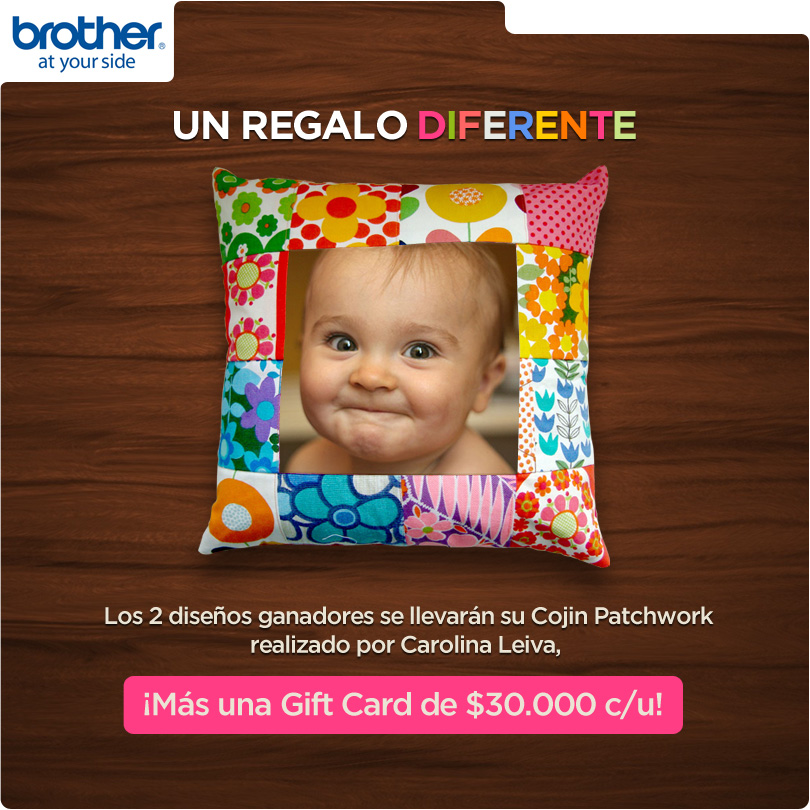 brother®
at your side
UN REGALO DIFERENTE
Los 2 diseños ganadores se llevarán su Cojin Patchwork
realizado por Carolina Leiva,
¡Más una Gift Card de $30.000 c/u!